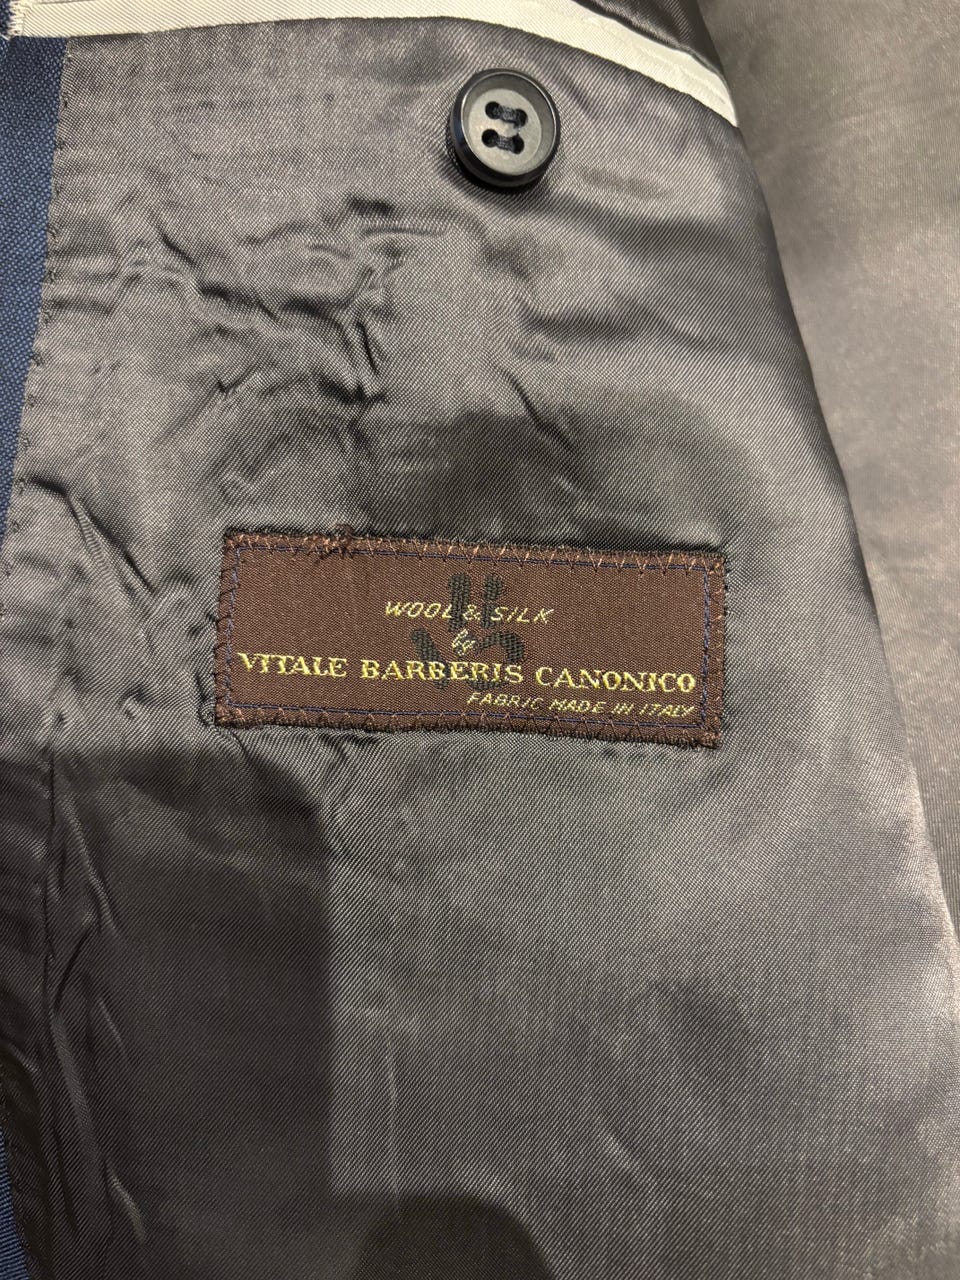 WOOL & SILK
by
VITALE BARBERIS CANONICO
FABRIC MADE IN ITALY